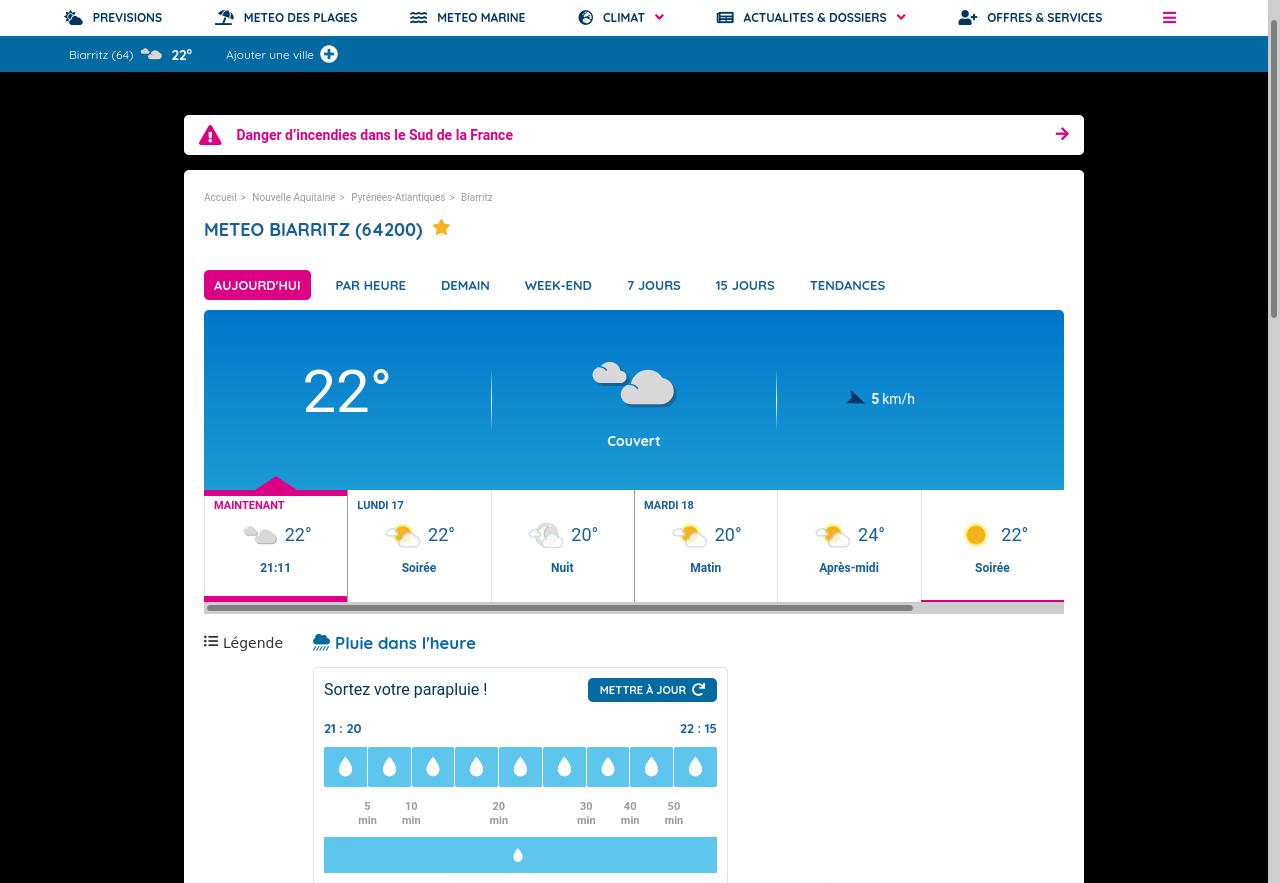 PREVISIONS METEO DES PLAGES METEO MARINE CLIMAT ACTUALITES & DOSSIERS OFFRES & SERVICES
Biarritz (64) 22° Ajouter une ville
Danger d'incendies dans le Sud de la France
Accueil > Nouvelle Aquitaine > Pyrénées-Atlantiques > Biarritz
METEO BIARRITZ (64200)
AUJOURD'HUI PAR HEURE DEMAIN WEEK-END 7 JOURS 15 JOURS TENDANCES
22° 5 km/h
Couvert
MAINTENANT LUNDI 17 MARDI 18
22° 22° 20° 20° 24° 22°
21:11 Soirée Nuit Matin Après-midi Soirée
Légende Pluie dans l'heure
Sortez votre parapluie ! METTRE À JOUR
21 : 20 22 : 15
5 10 20 30 40 50
min min min min min min